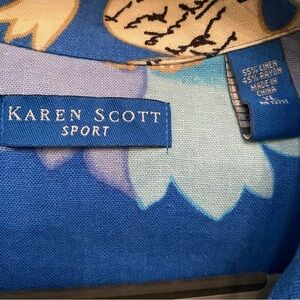 KAREN SCOTT
SPORT
55% LINEN
45% RAYON
MADE IN
CHINA